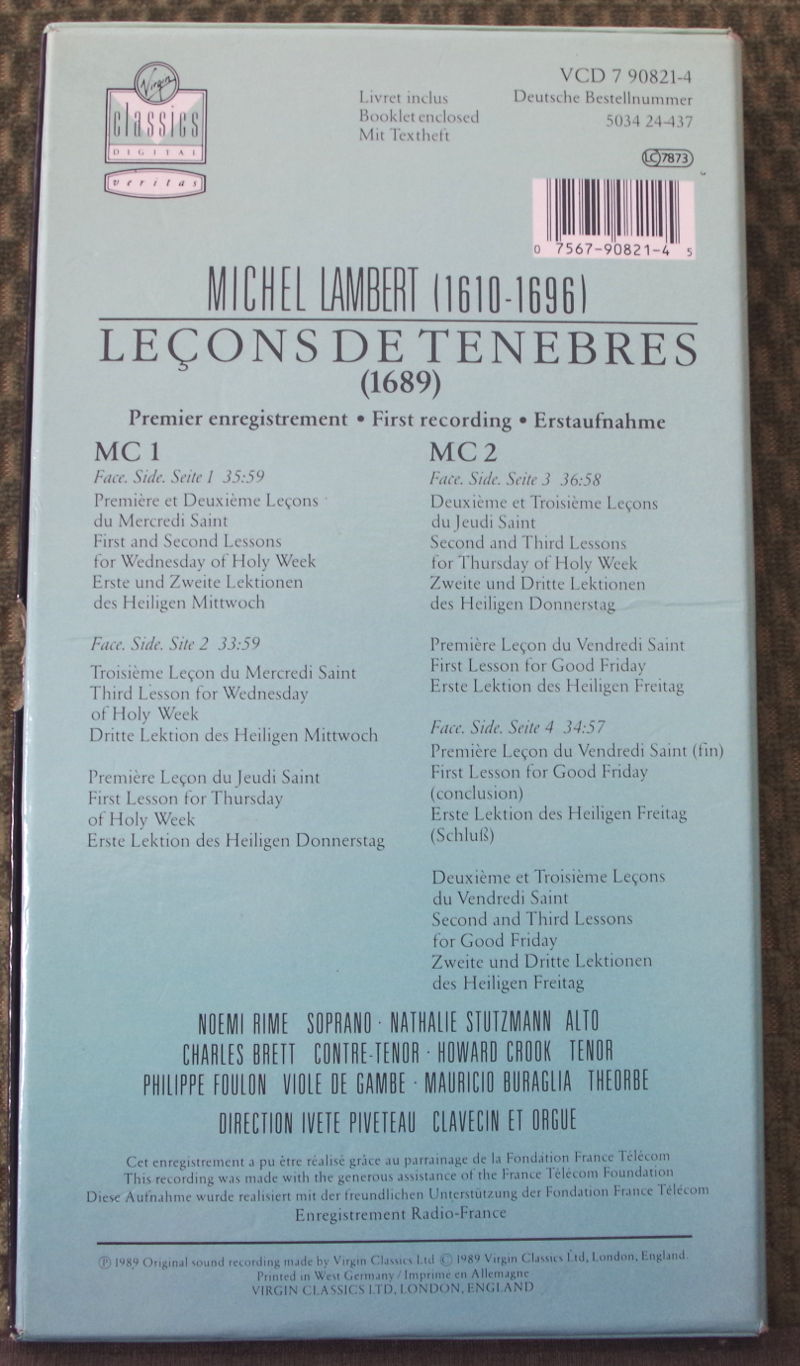 Virgin
classics
DIGITAL
veritas
Livret inclus
Booklet enclosed
Mit Textheft
VCD 7 90821-4
Deutsche Bestellnummer
5034 24-437
LC 7873
0 7567-90821-4 5
MICHEL LAMBERT (1610-1696)
LEÇONS DE TENEBRES
(1689)
Premier enregistrement • First recording • Erstaufnahme
MC 1
Face. Side. Seite 1 35:59
Première et Deuxième Leçons
du Mercredi Saint
First and Second Lessons
for Wednesday of Holy Week
Erste und Zweite Lektionen
des Heiligen Mittwoch
Face. Side. Site 2 33:59
Troisième Leçon du Mercredi Saint
Third Lesson for Wednesday
of Holy Week
Dritte Lektion des Heiligen Mittwoch
Première Leçon du Jeudi Saint
First Lesson for Thursday
of Holy Week
Erste Lektion des Heiligen Donnerstag
MC 2
Face. Side. Seite 3 36:58
Deuxième et Troisième Leçons
du Jeudi Saint
Second and Third Lessons
for Thursday of Holy Week
Zweite und Dritte Lektionen
des Heiligen Donnerstag
Première Leçon du Vendredi Saint
First Lesson for Good Friday
Erste Lektion des Heiligen Freitag
Face. Side. Seite 4 34:57
Première Leçon du Vendredi Saint (fin)
First Lesson for Good Friday
(conclusion)
Erste Lektion des Heiligen Freitag
(Schluß)
Deuxième et Troisième Leçons
du Vendredi Saint
Second and Third Lessons
for Good Friday
Zweite und Dritte Lektionen
des Heiligen Freitag
NOEMI RIME SOPRANO · NATHALIE STUTZMANN ALTO
CHARLES BRETT CONTRE-TENOR · HOWARD CROOK TENOR
PHILIPPE FOULON VIOLE DE GAMBE · MAURICIO BURAGLIA THEORBE
DIRECTION IVETE PIVETEAU CLAVECIN ET ORGUE
Cet enregistrement a pu être réalisé grâce au parrainage de la Fondation France Télécom
This recording was made with the generous assistance of the France Télécom Foundation
Diese Aufnahme wurde realisiert mit der freundlichen Unterstützung der Fondation France Télécom
Enregistrement Radio-France
Ⓟ 1989 Original sound recording made by Virgin Classics Ltd © 1989 Virgin Classics Ltd, London, England.
Printed in West Germany / Imprime en Allemagne
VIRGIN CLASSICS LTD, LONDON, ENGLAND